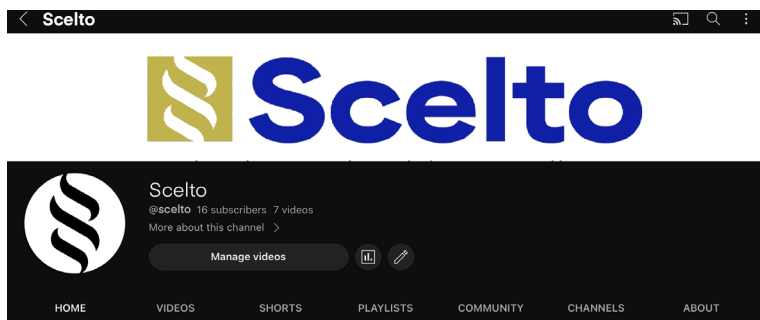 Scelto
Scelto
Scelto
@scelto 16 subscribers 7 videos
More about this channel
Manage videos
HOME VIDEOS SHORTS PLAYLISTS COMMUNITY CHANNELS ABOUT